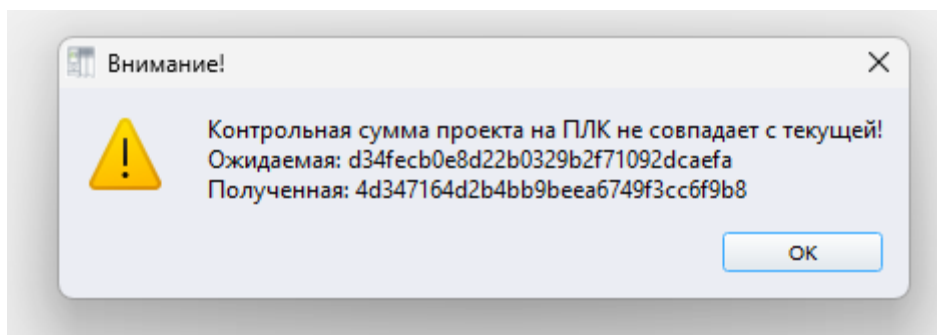 Внимание!
Контрольная сумма проекта на ПЛК не совпадает с текущей!
Ожидаемая: d34fecb0e8d22b0329b2f71092dcaefa
Полученная: 4d347164d2b4bb9beea6749f3cc6f9b8
OK